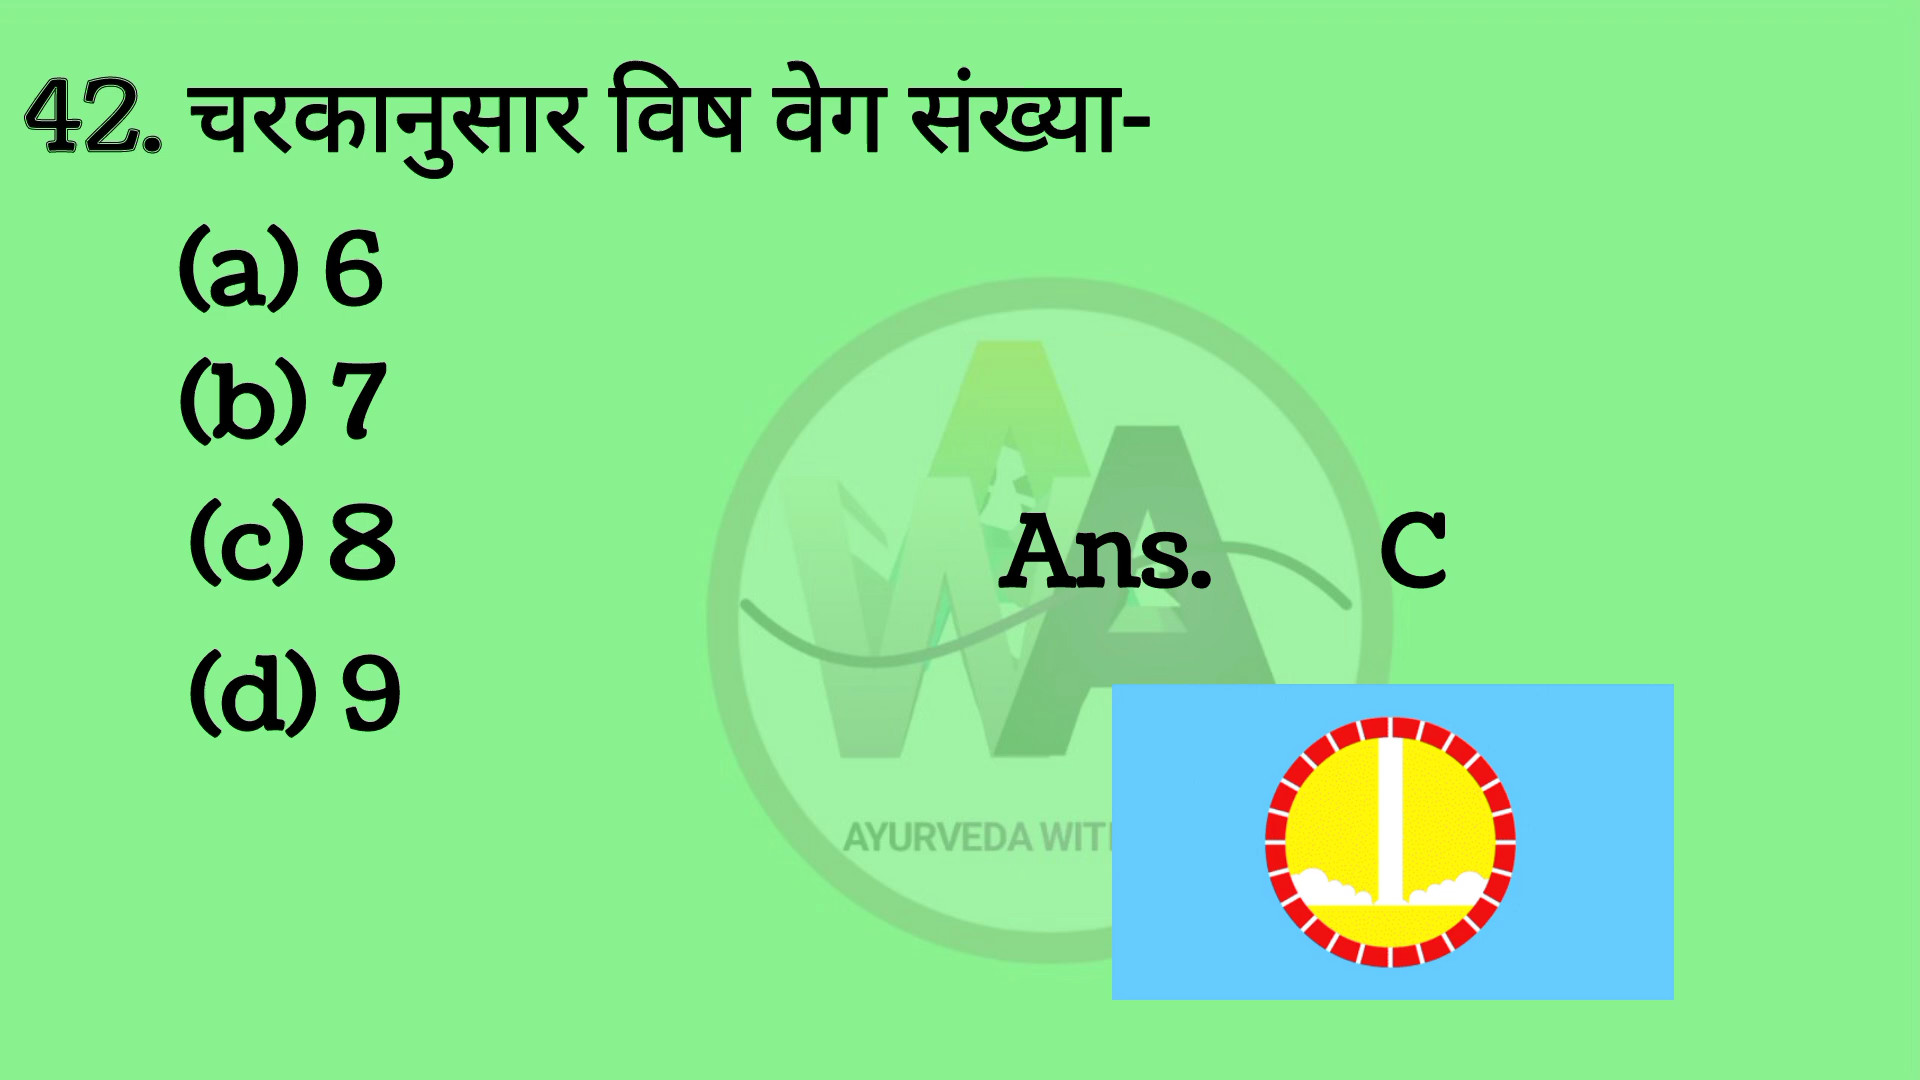 42. चरकानुसार विष वेग संख्या-
(a) 6
(b) 7
(c) 8
Ans. C
(d) 9
AYURVEDA WIT